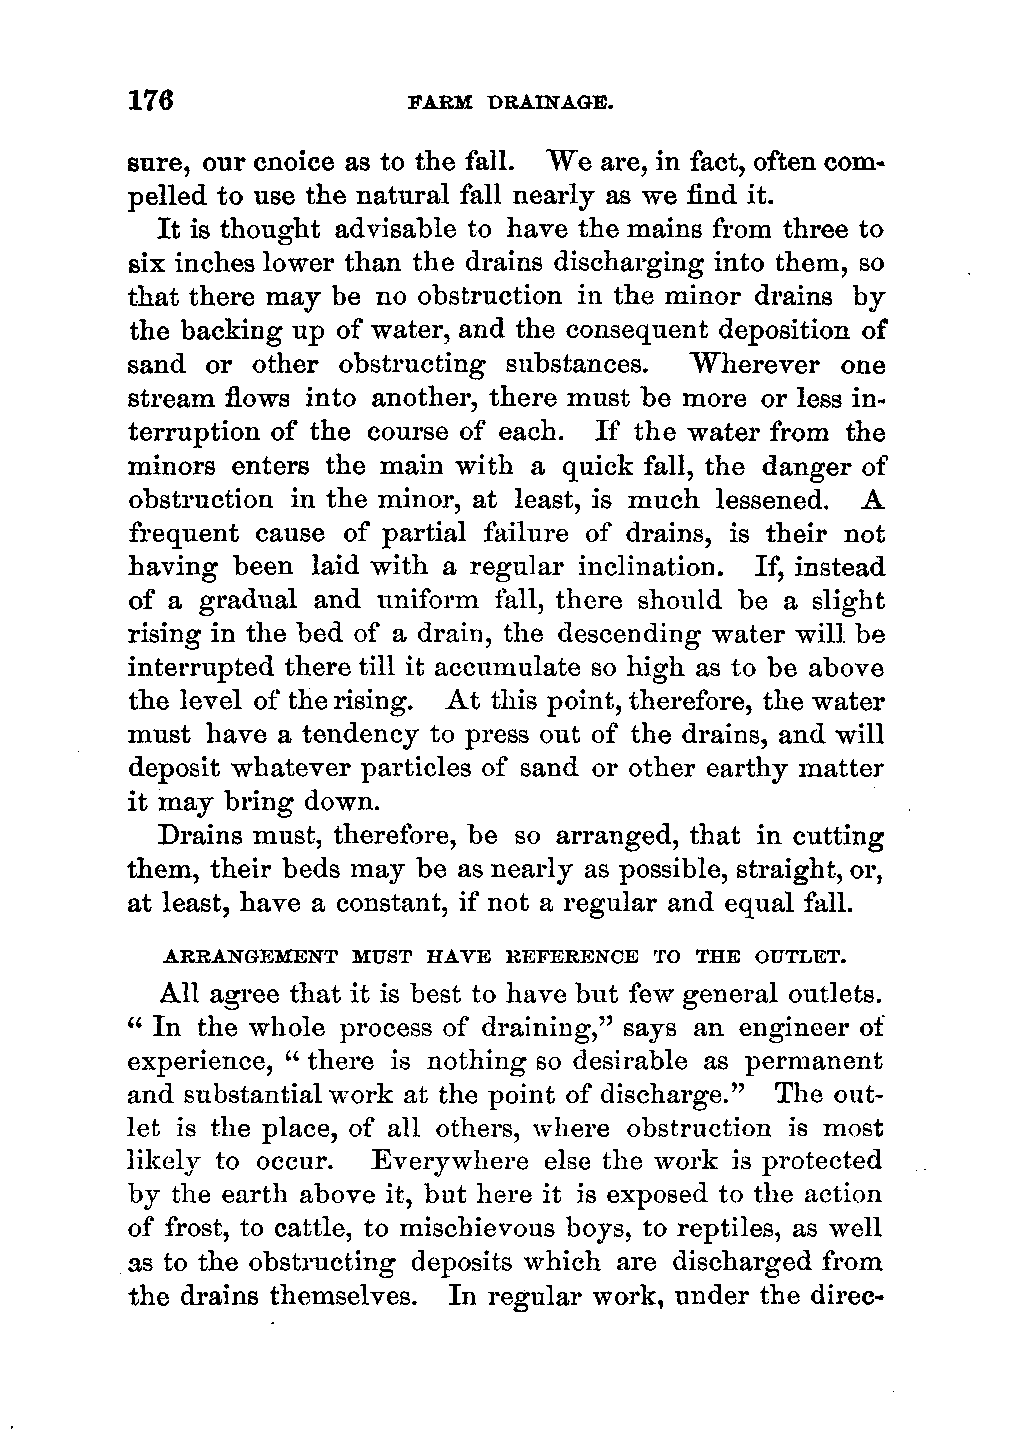 176 FARM DRAINAGE.
sure, our cnoice as to the fall. We are, in fact, often com-
pelled to use the natural fall nearly as we find it.
It is thought advisable to have the mains from three to
six inches lower than the drains discharging into them, so
that there may be no obstruction in the minor drains by
the backing up of water, and the consequent deposition of
sand or other obstructing substances. Wherever one
stream flows into another, there must be more or less in-
terruption of the course of each. If the water from the
minors enters the main with a quick fall, the danger of
obstruction in the minor, at least, is much lessened. A
frequent cause of partial failure of drains, is their not
having been laid with a regular inclination. If, instead
of a gradual and uniform fall, there should be a slight
rising in the bed of a drain, the descending water will be
interrupted there till it accumulate so high as to be above
the level of the rising. At this point, therefore, the water
must have a tendency to press out of the drains, and will
deposit whatever particles of sand or other earthy matter
it may bring down.
Drains must, therefore, be so arranged, that in cutting
them, their beds may be as nearly as possible, straight, or,
at least, have a constant, if not a regular and equal fall.
ARRANGEMENT MUST HAVE REFERENCE TO THE OUTLET.
All agree that it is best to have but few general outlets.
“ In the whole process of draining,” says an engineer of
experience, “ there is nothing so desirable as permanent
and substantial work at the point of discharge.” The out-
let is the place, of all others, where obstruction is most
likely to occur. Everywhere else the work is protected
by the earth above it, but here it is exposed to the action
of frost, to cattle, to mischievous boys, to reptiles, as well
as to the obstructing deposits which are discharged from
the drains themselves. In regular work, under the direc-